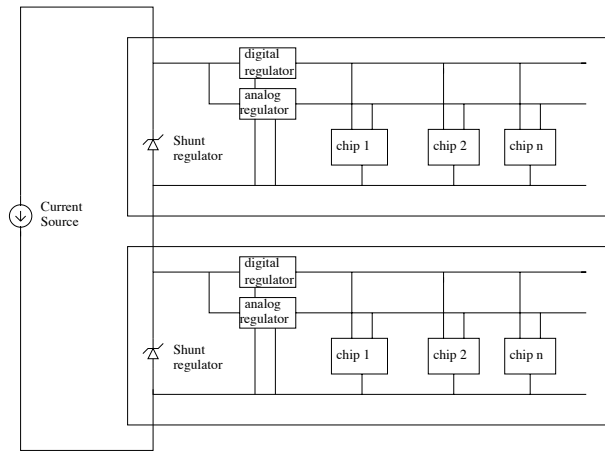 digital
regulator
analog
regulator
Shunt
regulator
chip 1
chip 2
chip n
Current
Source
digital
regulator
analog
regulator
Shunt
regulator
chip 1
chip 2
chip n